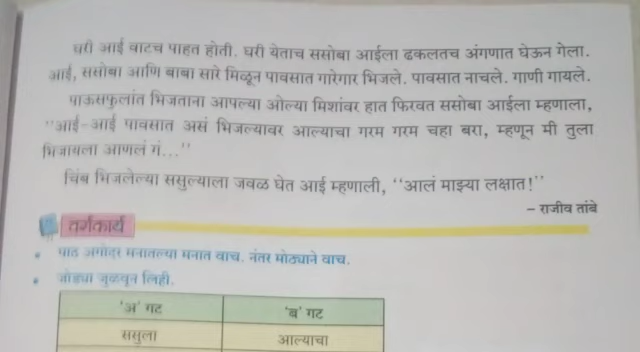 घरी आई वाटच पाहत होती. घरी येताच ससोबा आईला ढकलतच अंगणात घेऊन गेला.
आई, ससोबा आणि बाबा सारे मिळून पावसात गारेगार भिजले. पावसात नाचले. गाणी गायले.
पाऊसफुलांत भिजताना आपल्या ओल्या मिशांवर हात फिरवत ससोबा आईला म्हणाला,
"आई-आई पावसात असं भिजल्यावर आल्याचा गरम गरम चहा बरा, म्हणून मी तुला
भिजायला आणलं गं..."
चिंब भिजलेल्या ससुल्याला जवळ घेत आई म्हणाली, "आलं माझ्या लक्षात!"
– राजीव तांबे
वर्गकार्य
• पाठ अगोदर मनातल्या मनात वाच. नंतर मोठ्याने वाच.
• जोड्या जुळवून लिही.
'अ' गट 'ब' गट
ससुला आल्याचा